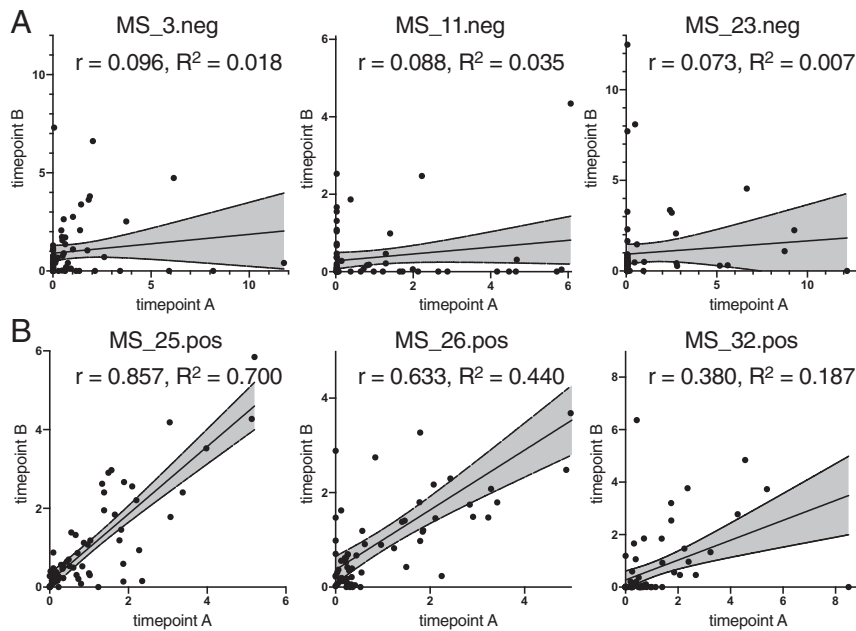 A
MS_3.neg
r = 0.096, R² = 0.018
timepoint B
10
5
0
0
5
10
timepoint A
MS_11.neg
r = 0.088, R² = 0.035
timepoint B
6
4
2
0
0
2
4
6
timepoint A
MS_23.neg
r = 0.073, R² = 0.007
timepoint B
10
5
0
0
5
10
timepoint A
B
MS_25.pos
r = 0.857, R² = 0.700
timepoint B
6
4
2
0
0
2
4
6
timepoint A
MS_26.pos
r = 0.633, R² = 0.440
timepoint B
4
2
0
0
2
4
timepoint A
MS_32.pos
r = 0.380, R² = 0.187
timepoint B
8
6
4
2
0
0
2
4
6
8
timepoint A